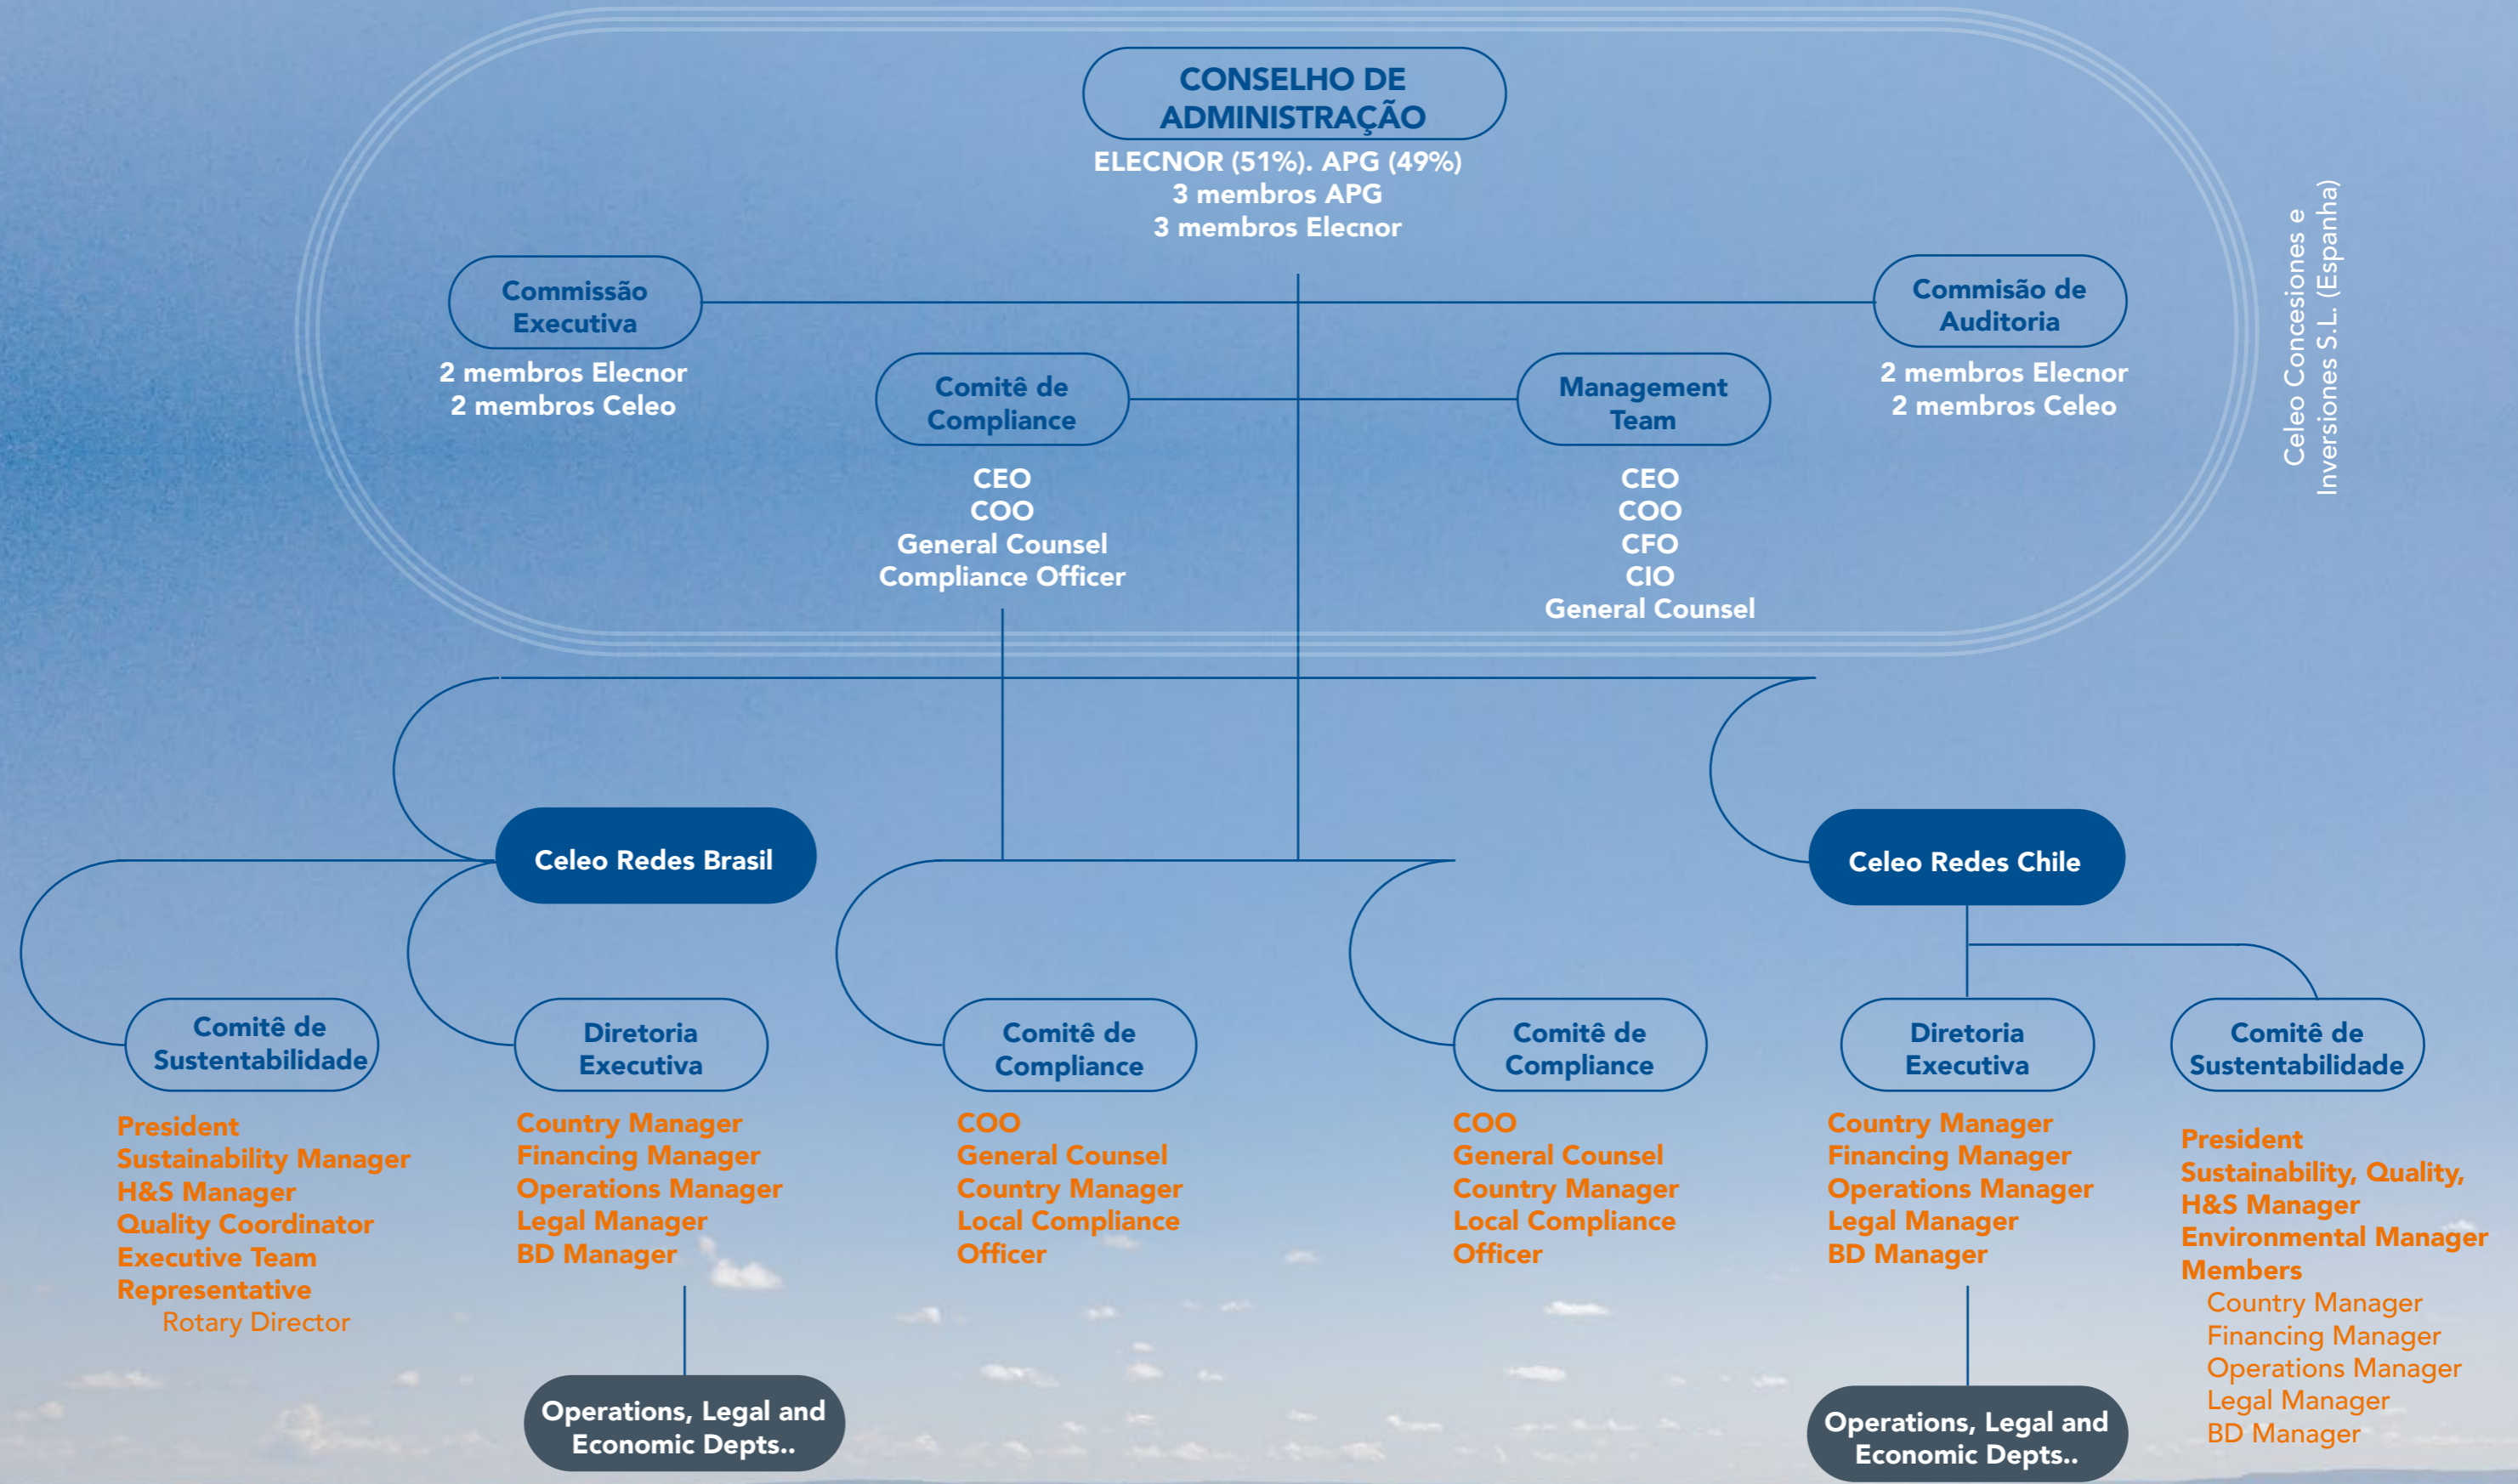 CONSELHO DE
ADMINISTRAÇÃO
ELECNOR (51%). APG (49%)
3 membros APG
3 membros Elecnor
Celeo Concesiones e
Inversiones S.L. (Espanha)
Commissão
Executiva
2 membros Elecnor
2 membros Celeo
Commisão de
Auditoria
2 membros Elecnor
2 membros Celeo
Comitê de
Compliance
CEO
COO
General Counsel
Compliance Officer
Management
Team
CEO
COO
CFO
CIO
General Counsel
Celeo Redes Brasil
Celeo Redes Chile
Comitê de
Sustentabilidade
President
Sustainability Manager
H&S Manager
Quality Coordinator
Executive Team
Representative
Rotary Director
Diretoria
Executiva
Country Manager
Financing Manager
Operations Manager
Legal Manager
BD Manager
Operations, Legal and
Economic Depts..
Comitê de
Compliance
COO
General Counsel
Country Manager
Local Compliance
Officer
Comitê de
Compliance
COO
General Counsel
Country Manager
Local Compliance
Officer
Diretoria
Executiva
Country Manager
Financing Manager
Operations Manager
Legal Manager
BD Manager
Operations, Legal and
Economic Depts..
Comitê de
Sustentabilidade
President
Sustainability, Quality,
H&S Manager
Environmental Manager
Members
Country Manager
Financing Manager
Operations Manager
Legal Manager
BD Manager